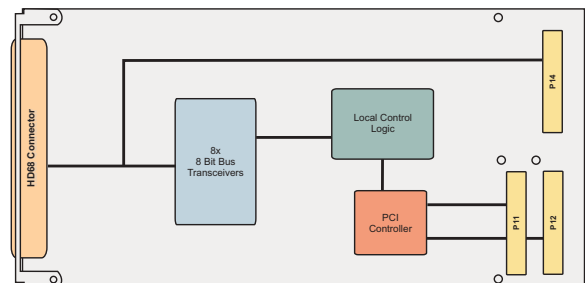 HD68 Connector
8x
8 Bit Bus
Transceivers
Local Control
Logic
PCI
Controller
P14
P11
P12